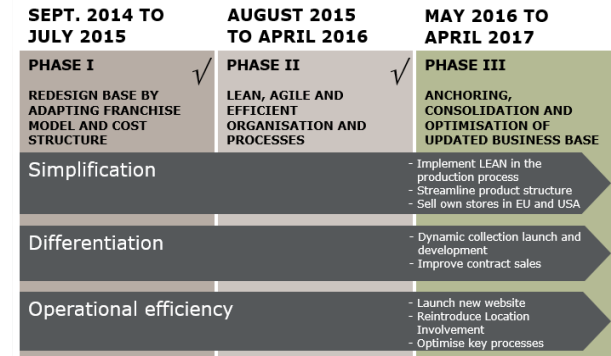 SEPT. 2014 TO
JULY 2015
AUGUST 2015
TO APRIL 2016
MAY 2016 TO
APRIL 2017
PHASE I
√
REDESIGN BASE BY
ADAPTING FRANCHISE
MODEL AND COST
STRUCTURE
PHASE II
√
LEAN, AGILE AND
EFFICIENT
ORGANISATION AND
PROCESSES
PHASE III
ANCHORING,
CONSOLIDATION AND
OPTIMISATION OF
UPDATED BUSINESS BASE
Simplification
- Implement LEAN in the
production process
- Streamline product structure
- Sell own stores in EU and USA
Differentiation
- Dynamic collection launch and
development
- Improve contract sales
Operational efficiency
- Launch new website
- Reintroduce Location
Involvement
- Optimise key processes